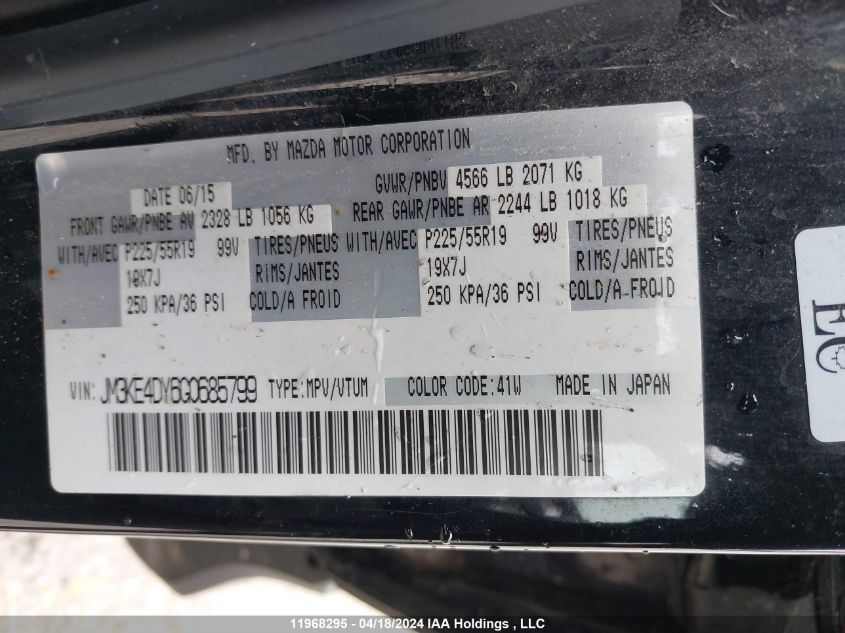 MFD. BY MAZDA MOTOR CORPORATION
DATE 06/15 GVWR/PNBV 4566 LB 2071 KG
FRONT GAWR/PNBE AV 2328 LB 1056 KG REAR GAWR/PNBE AR 2244 LB 1018 KG
WITH/AVEC P225/55R19 99V TIRES/PNEUS WITH/AVEC P225/55R19 99V TIRES/PNEUS
19X7J RIMS/JANTES 19X7J RIMS/JANTES
250 KPA/36 PSI COLD/A FROID 250 KPA/36 PSI COLD/A FROID
VIN: JM3KE4DY6G0685799 TYPE:MPV/VTUM COLOR CODE:41W MADE IN JAPAN
EC
11968295 - 04/18/2024 IAA Holdings, LLC